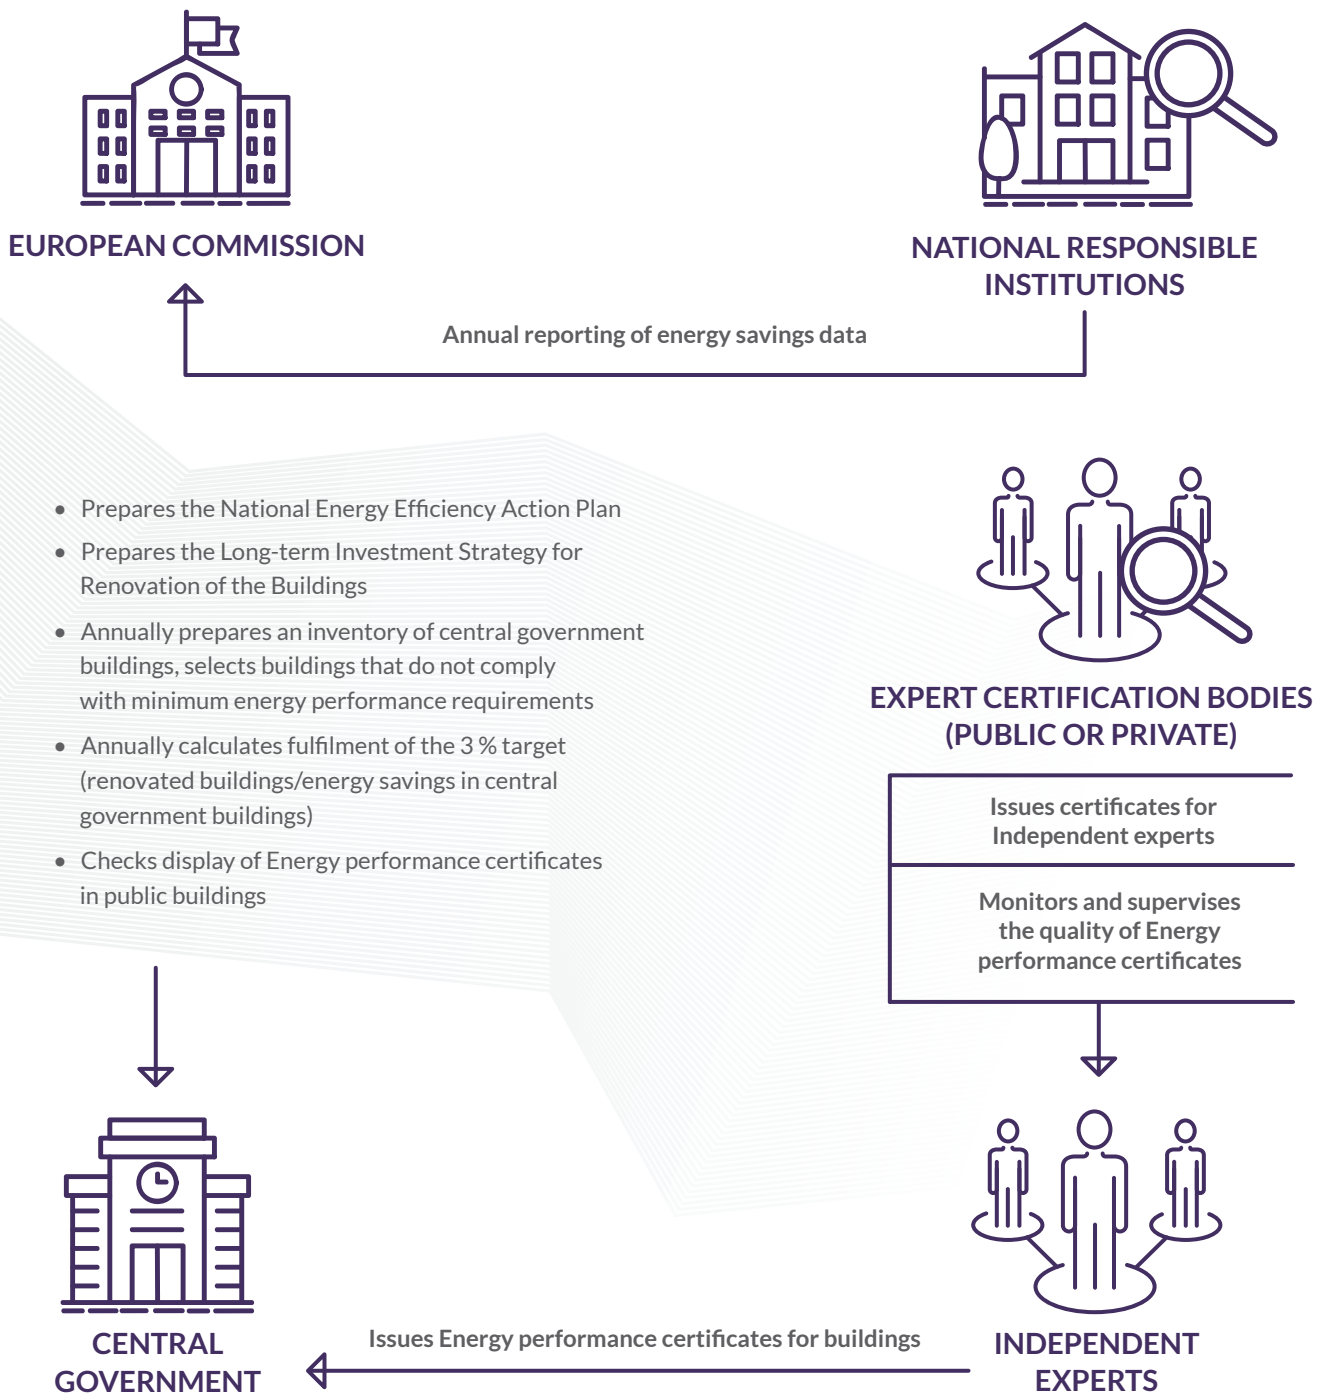 EUROPEAN COMMISSION
NATIONAL RESPONSIBLE
INSTITUTIONS
Annual reporting of energy savings data
• Prepares the National Energy Efficiency Action Plan
• Prepares the Long-term Investment Strategy for
Renovation of the Buildings
• Annually prepares an inventory of central government
buildings, selects buildings that do not comply
with minimum energy performance requirements
• Annually calculates fulfilment of the 3 % target
(renovated buildings/energy savings in central
government buildings)
• Checks display of Energy performance certificates
in public buildings
EXPERT CERTIFICATION BODIES
(PUBLIC OR PRIVATE)
Issues certificates for
Independent experts
Monitors and supervises
the quality of Energy
performance certificates
CENTRAL
GOVERNMENT
Issues Energy performance certificates for buildings
INDEPENDENT
EXPERTS